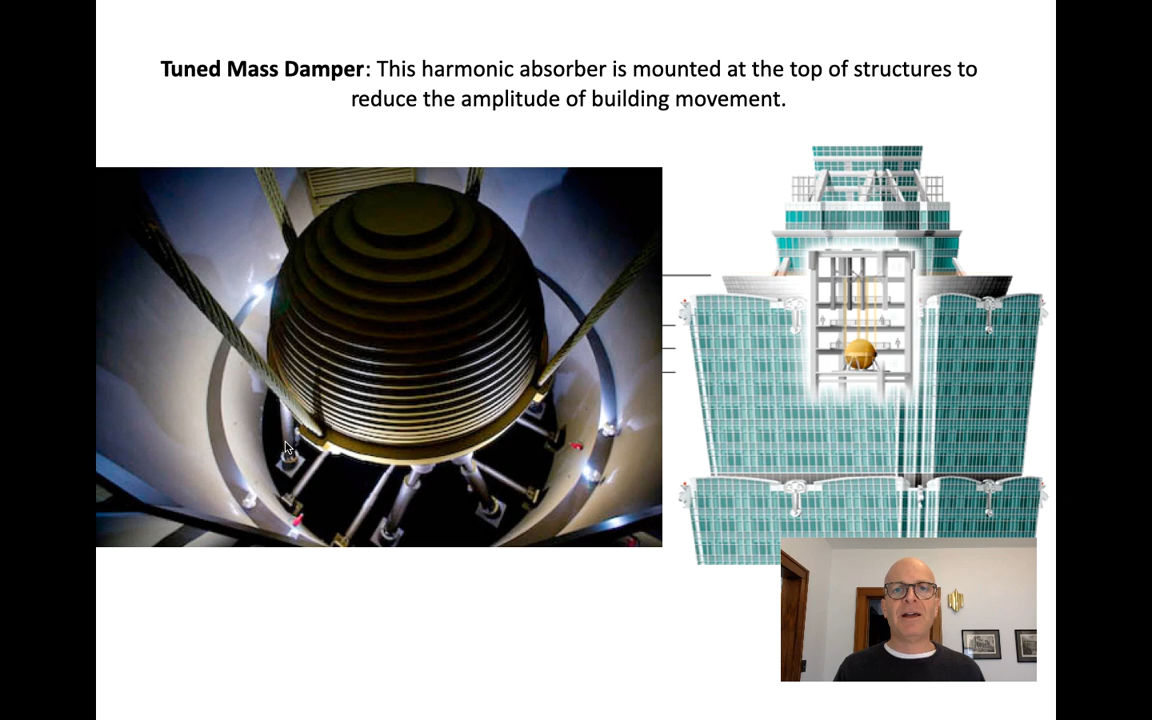 Tuned Mass Damper: This harmonic absorber is mounted at the top of structures to
reduce the amplitude of building movement.